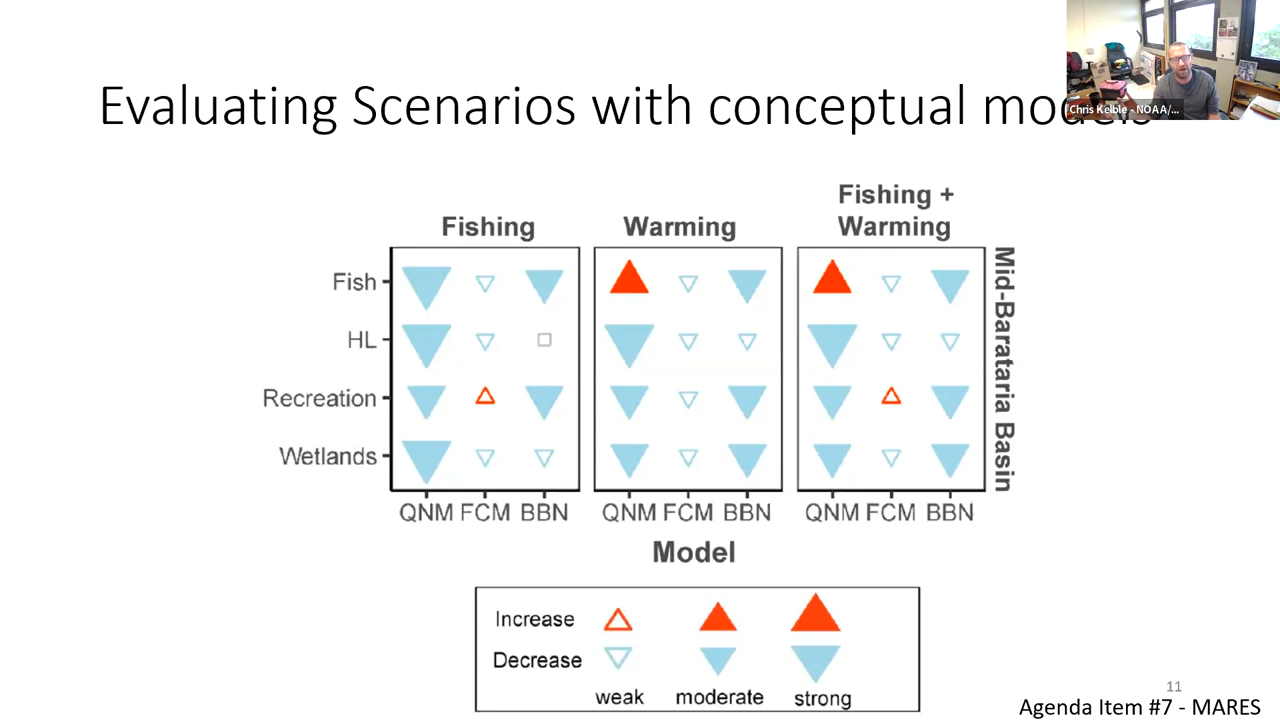 Evaluating Scenarios with conceptual models
Chris Kelble - NOAA/...
Fishing
Warming
Fishing +
Warming
Fish
HL
Recreation
Wetlands
Mid-Barataria Basin
QNM FCM BBN
QNM FCM BBN
QNM FCM BBN
Model
Increase
Decrease
weak moderate strong
11
Agenda Item #7 - MARES